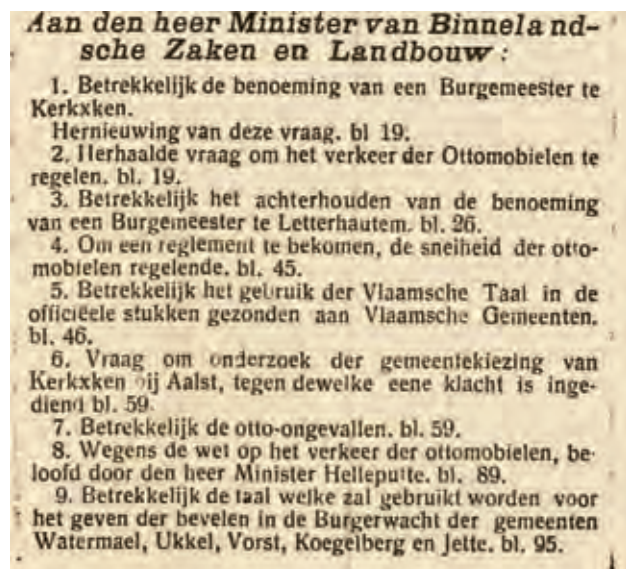 Aan den heer Minister van Binneland-
sche Zaken en Landbouw:
1. Betrekkelijk de benoeming van een Burgemeester te
Kerkxken.
Hernieuwing van deze vraag. bl 19.
2. Herhaalde vraag om het verkeer der Ottomobielen te
regelen. bl. 19.
3. Betrekkelijk het achterhouden van de benoeming
van een Burgemeester te Letterhautem. bl. 26.
4. Om een reglement te bekomen, de snelheid der otto-
mobielen regelende. bl. 45.
5. Betrekkelijk het gebruik der Vlaamsche Taal in de
officiëele stukken gezonden aan Vlaamsche Gemeenten.
bl. 46.
6. Vraag om onderzoek der gemeentekiezing van
Kerkxken bij Aalst, tegen dewelke eene klacht is inge-
diend bl. 59.
7. Betrekkelijk de otto-ongevallen. bl. 59.
8. Wegens de wet op het verkeer der ottomobielen, be-
loofd door den heer Minister Helleputte. bl. 89.
9. Betrekkelijk de taal welke zal gebruikt worden voor
het geven der bevelen in de Burgerwacht der gemeenten
Watermael, Ukkel, Vorst, Koegelberg en Jette. bl. 95.